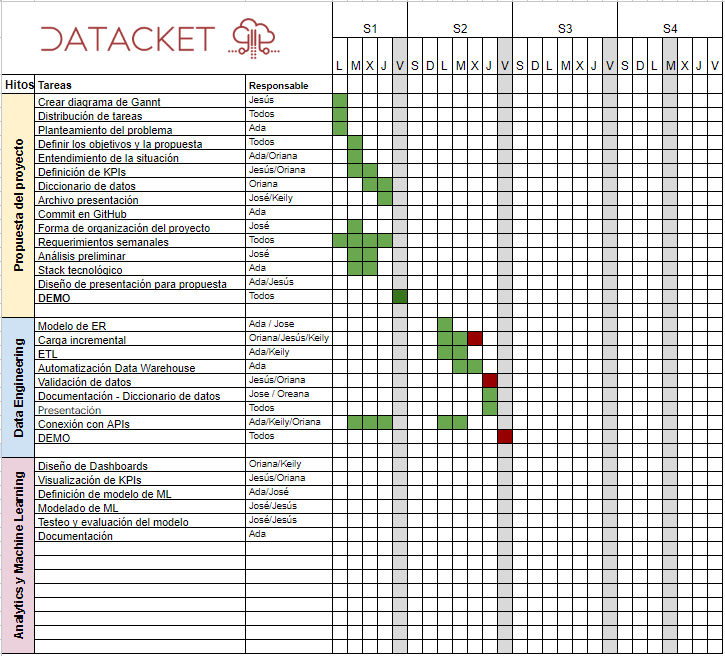 DATACKET
S1 S2 S3 S4
L M X J V S D L M X J V S D L M X J V S D L M X J V
Hitos Tareas Responsable
Propuesta del proyecto
Crear diagrama de Gannt Jesús
Distribución de tareas Todos
Planteamiento del problema Ada
Definir los objetivos y la propuesta Todos
Entendimiento de la situación Ada/Oriana
Definición de KPIs Jesús/Oriana
Diccionario de datos Oriana
Archivo presentación José/Keily
Commit en GitHub Ada
Forma de organización del proyecto José
Requerimientos semanales Todos
Análisis preliminar José
Stack tecnológico Ada
Diseño de presentación para propuesta Ada/Jesús
DEMO Todos
Data Engineering
Modelo de ER Ada / Jose
Carga incremental Oriana/Jesús/Keily
ETL Ada/Keily
Automatización Data Warehouse Ada
Validación de datos Jesús/Oriana
Documentación - Diccionario de datos Jose / Oreana
Presentación Todos
Conexión con APIs Ada/Keily/Oriana
DEMO Todos
Analytics y Machine Learning
Diseño de Dashboards Oriana/Keily
Visualización de KPIs Jesús/Oriana
Definición de modelo de ML Ada/José
Modelado de ML José/Jesús
Testeo y evaluación del modelo José/Jesús
Documentación Ada